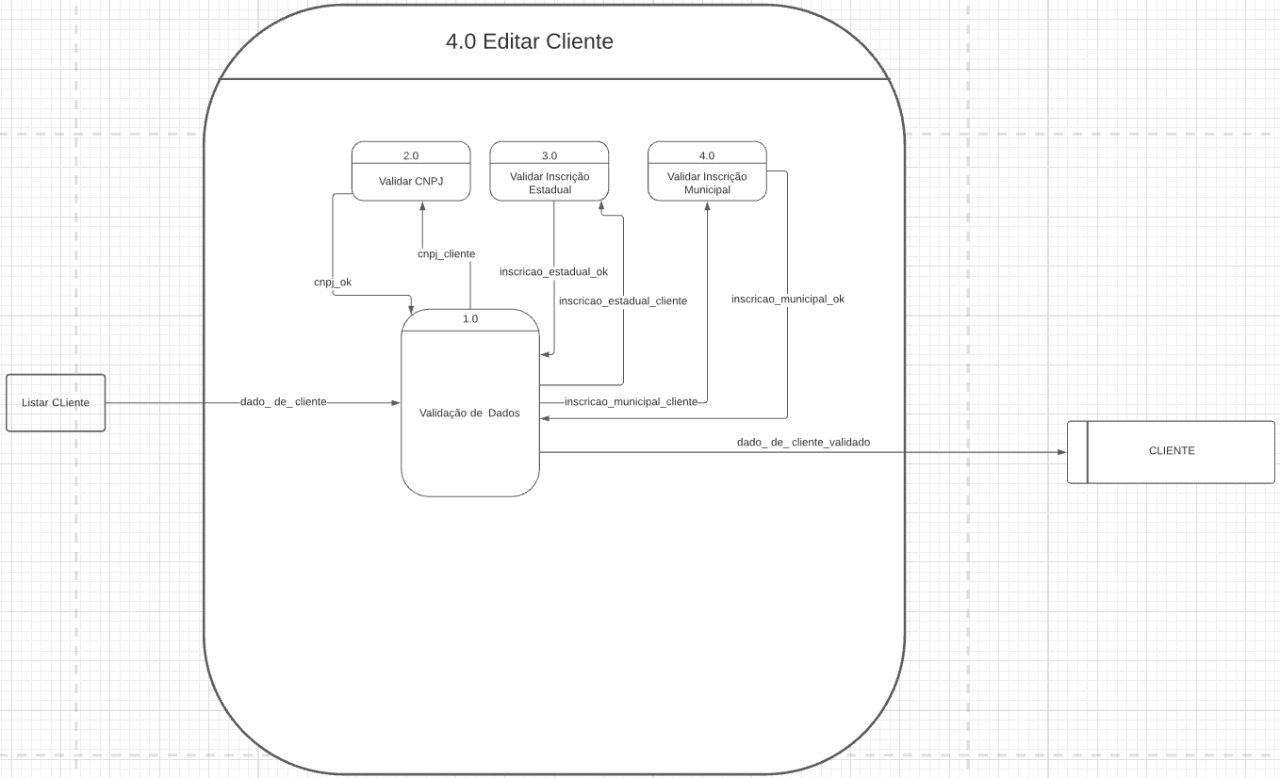 4.0 Editar Cliente
2.0
Validar CNPJ
3.0
Validar Inscrição
Estadual
4.0
Validar Inscrição
Municipal
cnpj_cliente
inscricao_estadual_ok
cnpj_ok
inscricao_estadual_cliente
inscricao_municipal_ok
1.0
Validação de Dados
Listar CLiente
dado_ de_ cliente
inscricao_municipal_cliente
dado_ de_ cliente_validado
CLIENTE